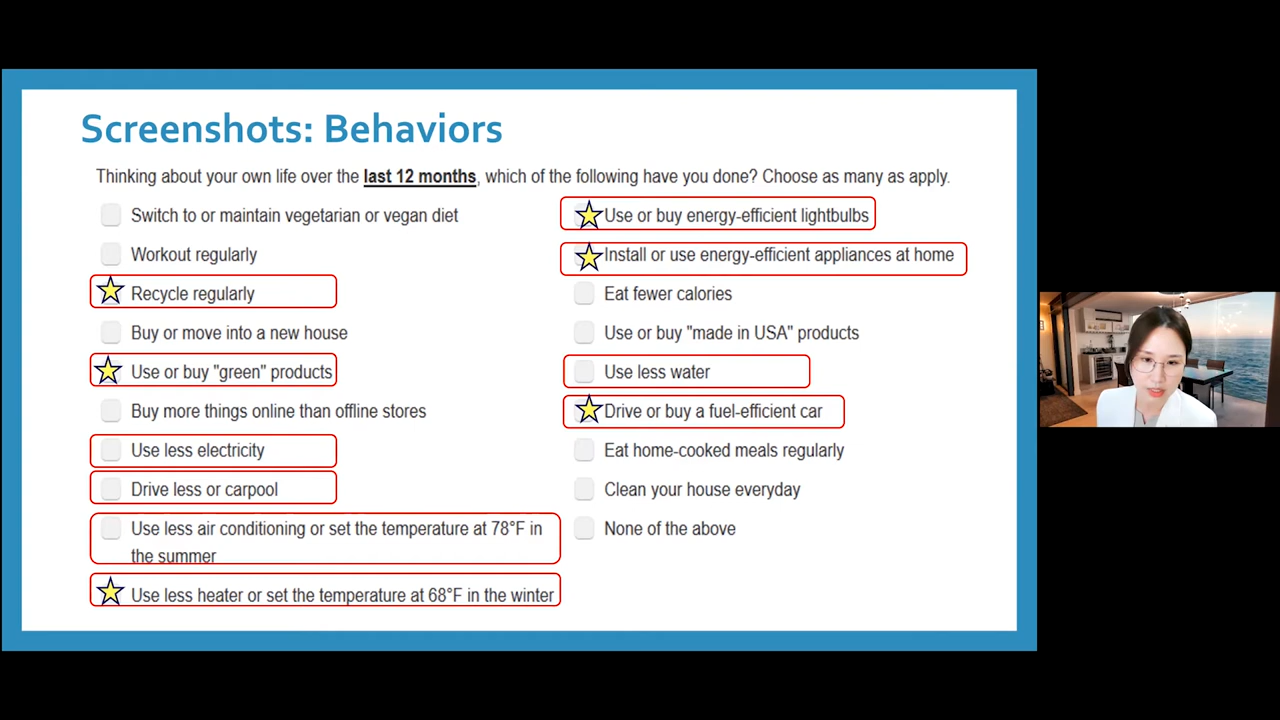 Screenshots: Behaviors
Thinking about your own life over the last 12 months, which of the following have you done? Choose as many as apply.
Switch to or maintain vegetarian or vegan diet
Workout regularly
Recycle regularly
Buy or move into a new house
Use or buy "green" products
Buy more things online than offline stores
Use less electricity
Drive less or carpool
Use less air conditioning or set the temperature at 78°F in
the summer
Use less heater or set the temperature at 68°F in the winter
Use or buy energy-efficient lightbulbs
Install or use energy-efficient appliances at home
Eat fewer calories
Use or buy "made in USA" products
Use less water
Drive or buy a fuel-efficient car
Eat home-cooked meals regularly
Clean your house everyday
None of the above